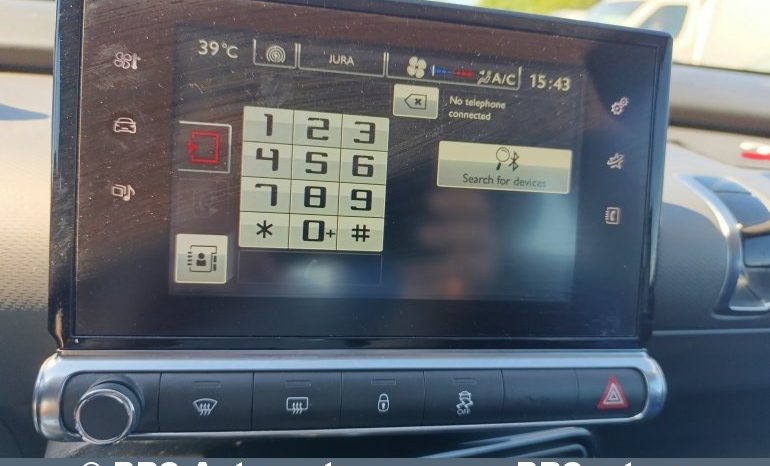 39°C JURA A/C 15:43
No telephone
connected
1 2 3
4 5 6
7 8 9
* 0+ #
Search for devices
OFF